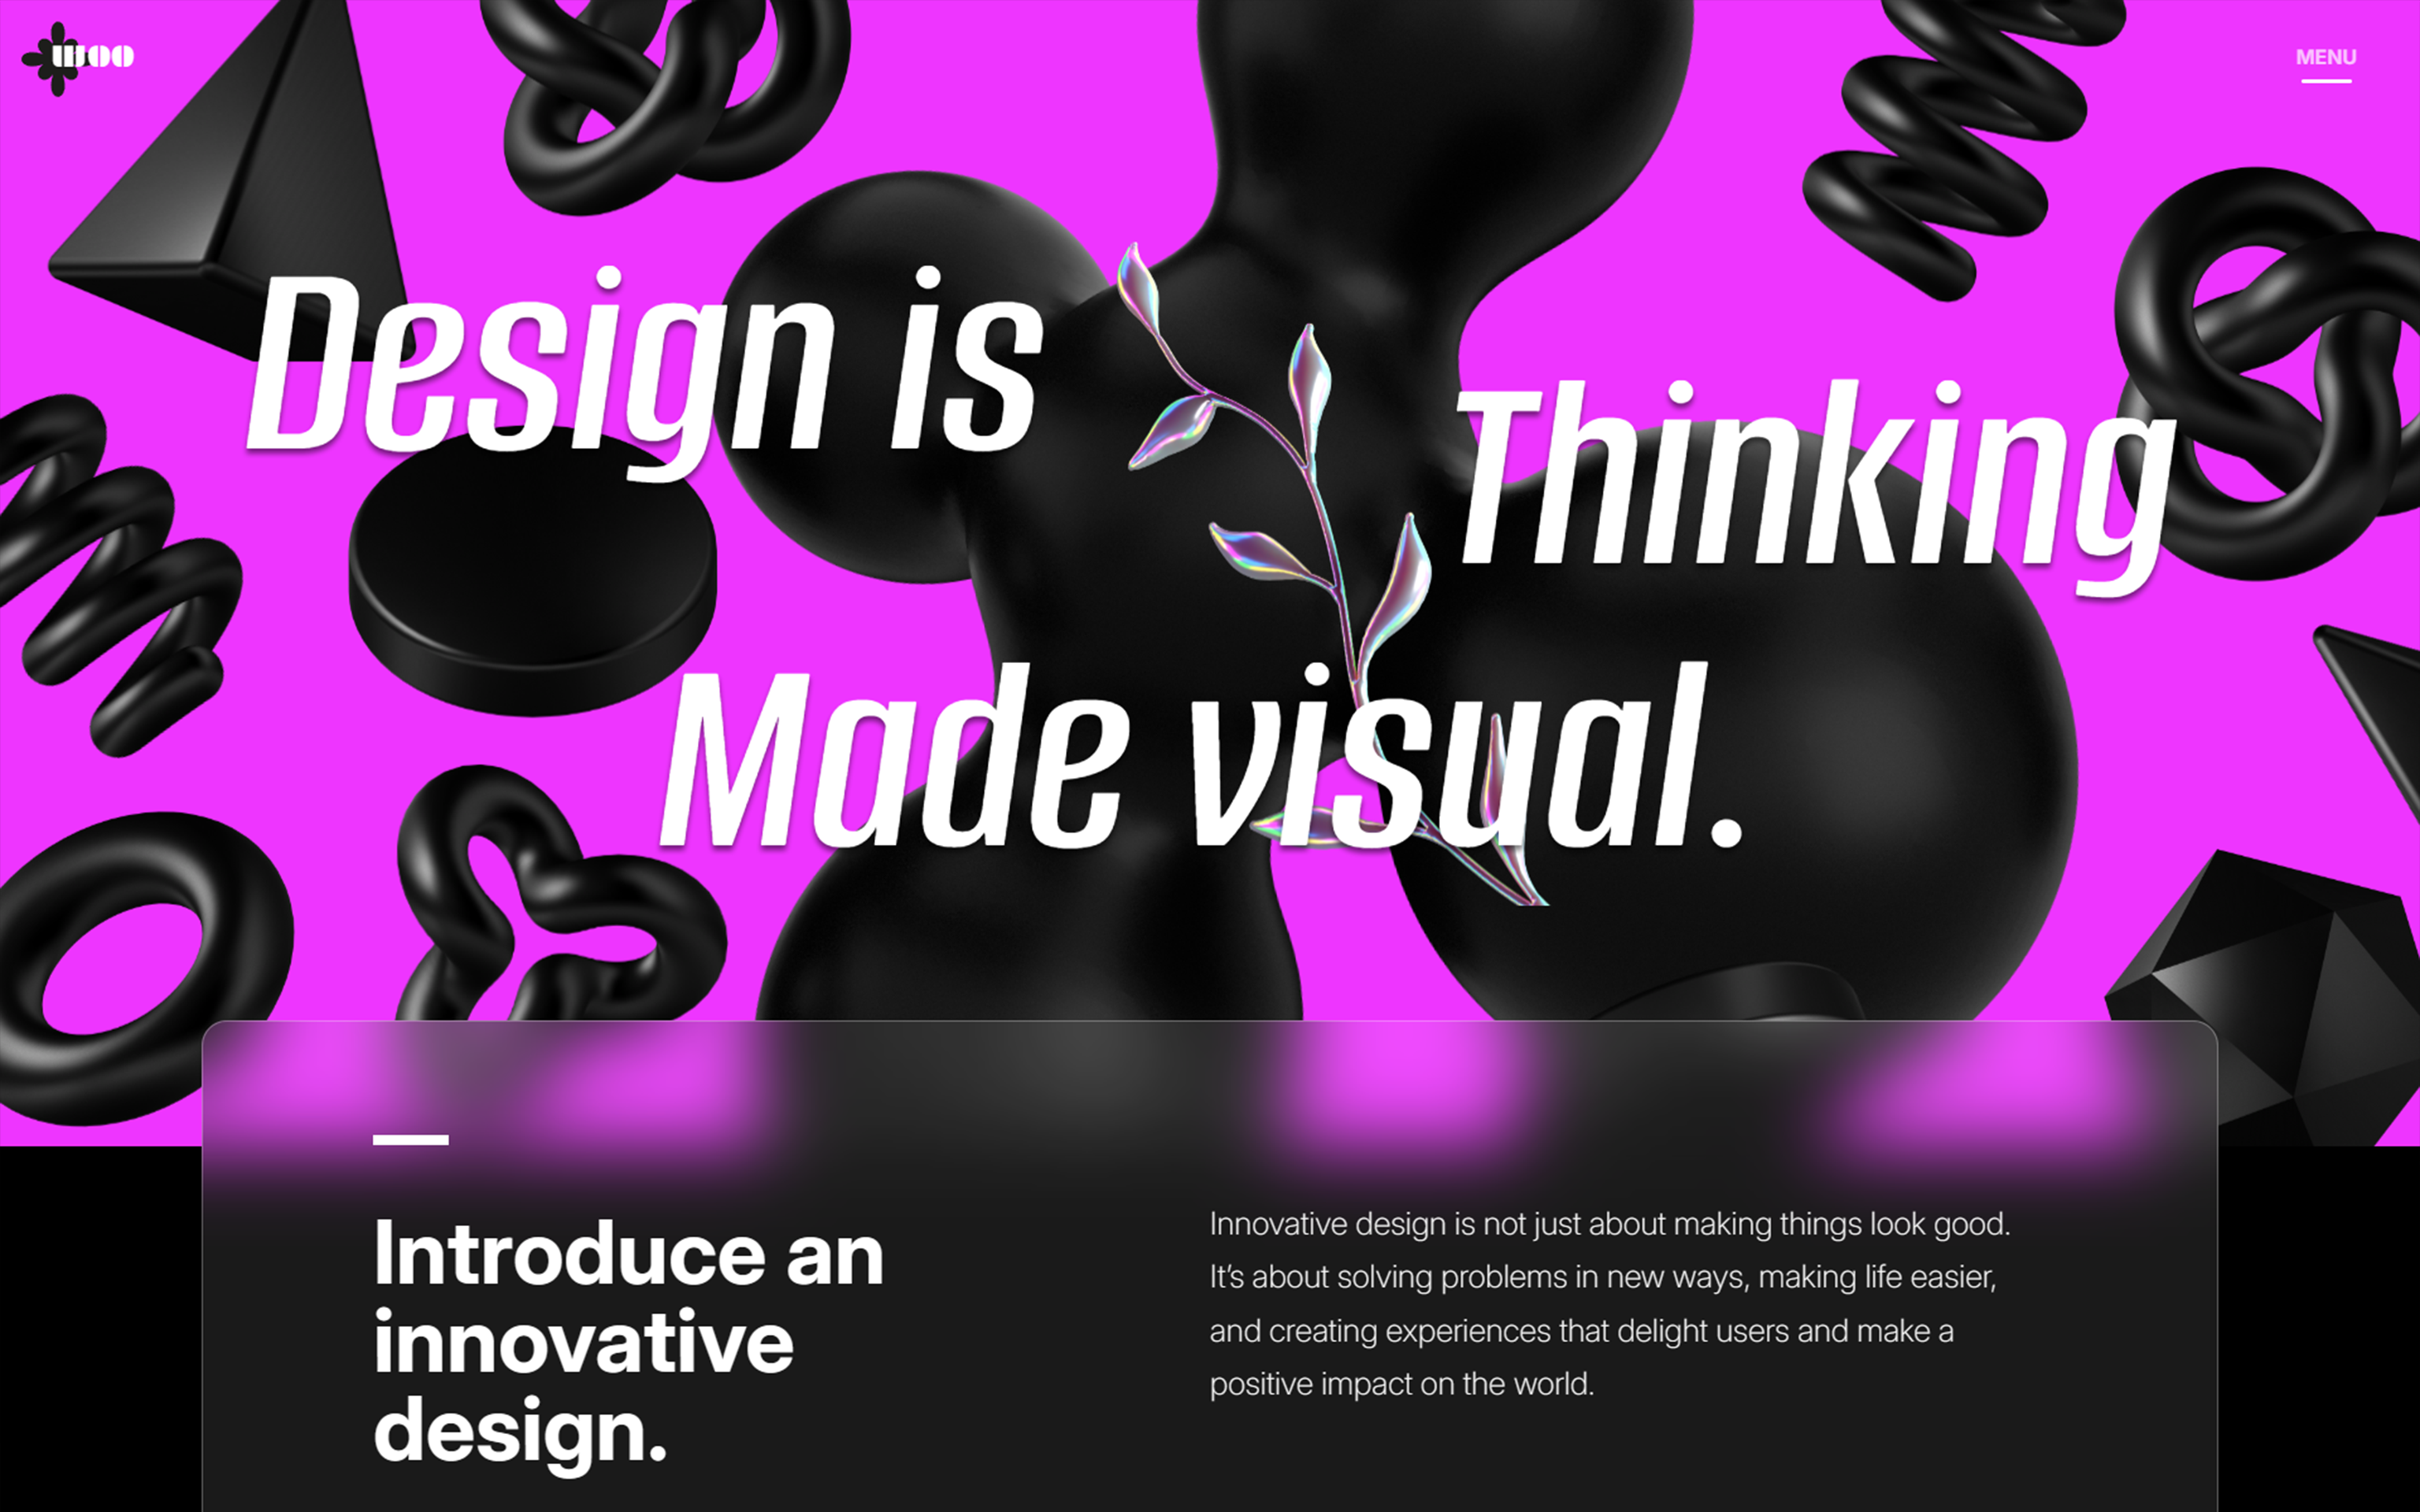 WOO
MENU
Design is
Thinking
Made visual.
Introduce an
innovative
design.
Innovative design is not just about making things look good.
It’s about solving problems in new ways, making life easier,
and creating experiences that delight users and make a
positive impact on the world.